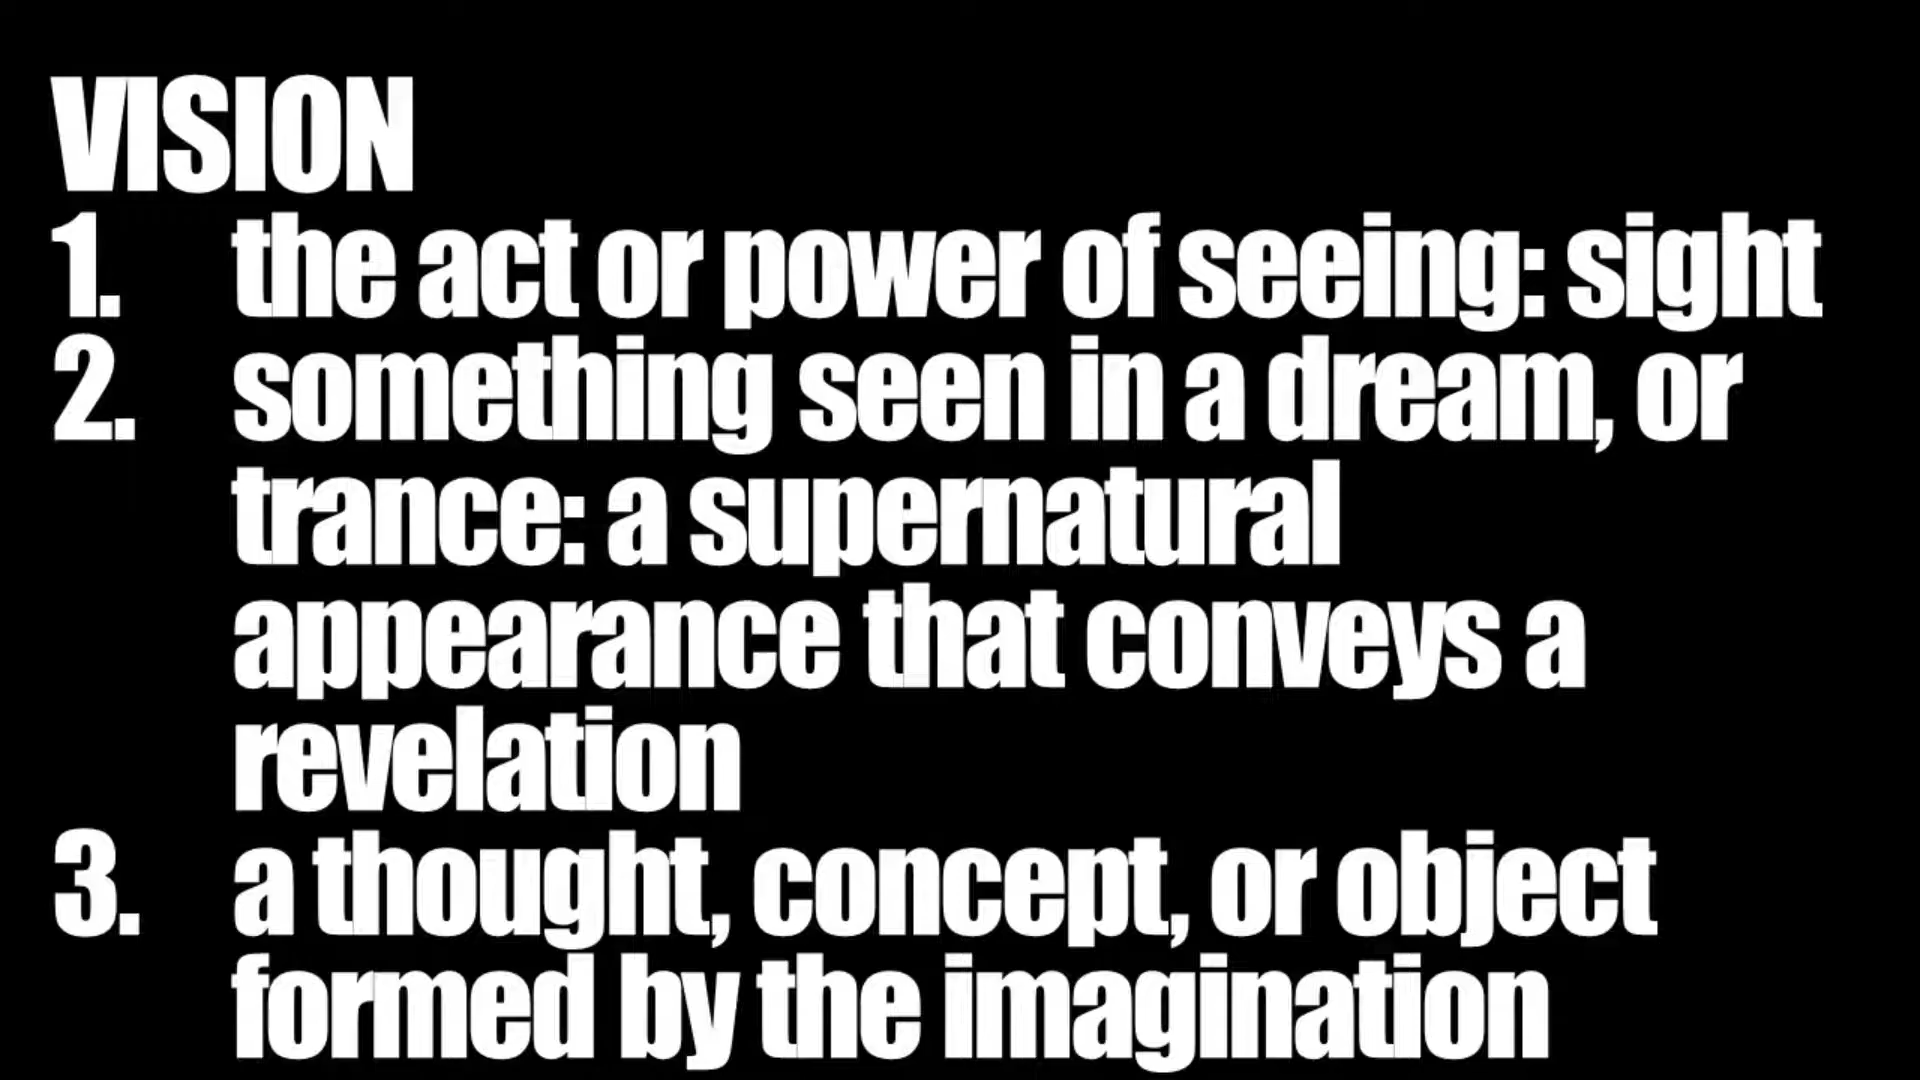 VISION
1. the act or power of seeing: sight
2. something seen in a dream, or
trance: a supernatural
appearance that conveys a
revelation
3. a thought, concept, or object
formed by the imagination